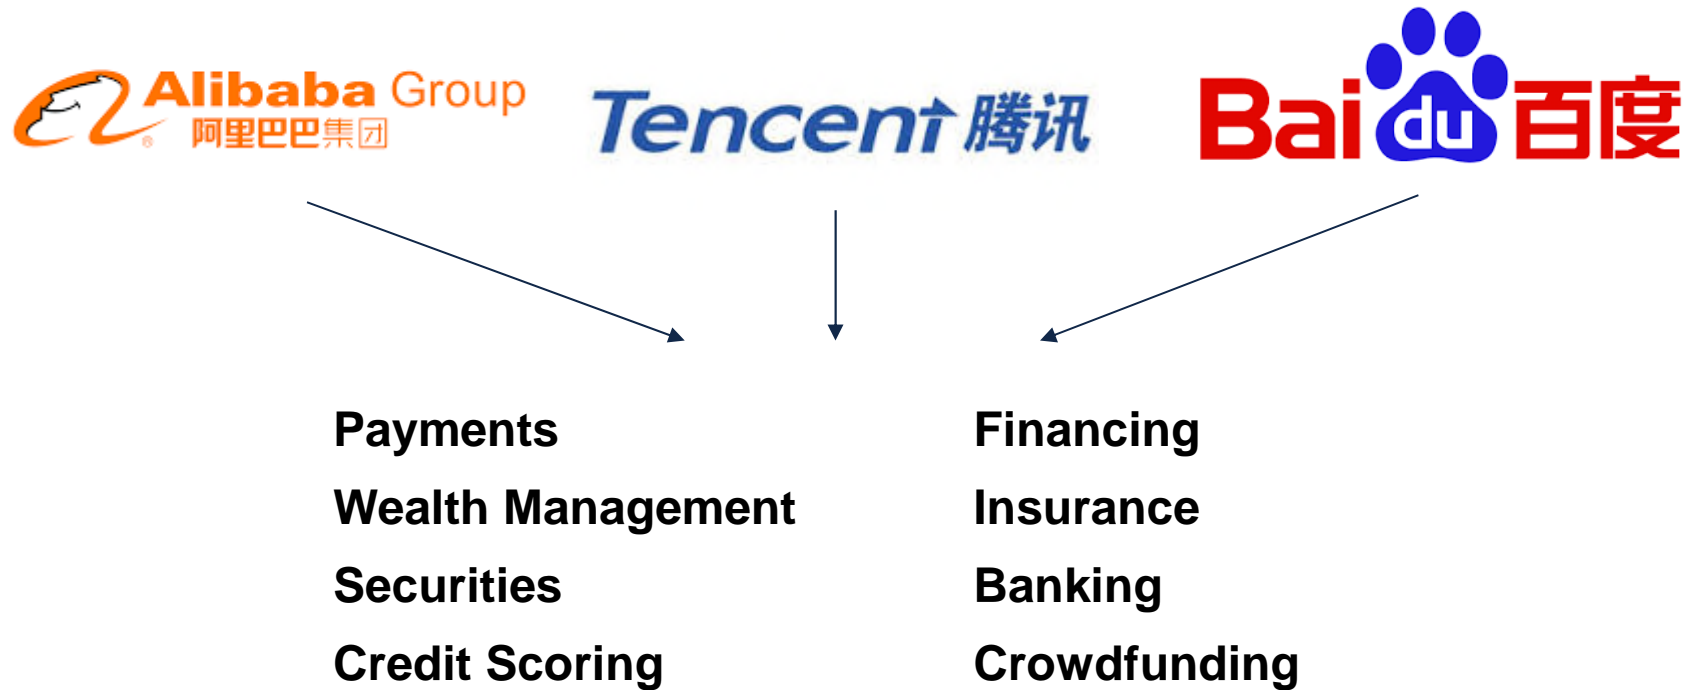 Alibaba Group
阿里巴巴集团
®
Tencent 腾讯
Bai du 百度
Payments
Wealth Management
Securities
Credit Scoring
Financing
Insurance
Banking
Crowdfunding